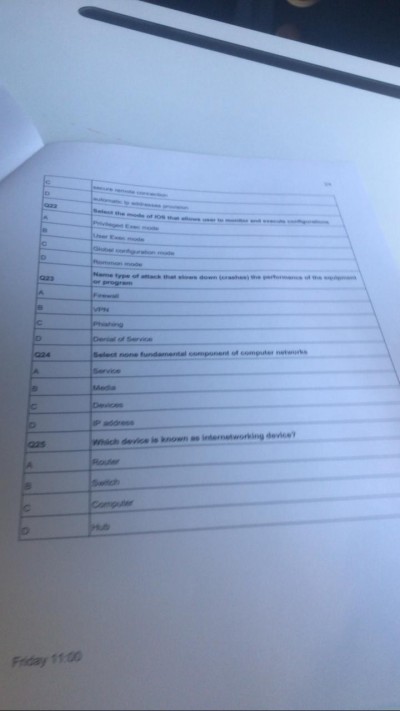 C Secure remote connection
D Automatic ip addresses provision
Q22 Select the mode of IOS that allows user to monitor and execute configurations
A Privileged Exec mode
B User Exec mode
C Global configuration mode
D Rommon mode
Q23 Name type of attack that slows down (crashes) the performance of the equipment
or program
A Firewall
B VPN
C Phishing
D Denial of Service
Q24 Select none fundamental component of computer networks
A Service
B Media
C Devices
D IP address
Q25 Which device is known as internetworking device?
A Router
B Switch
C Computer
D Hub
Friday 11:00